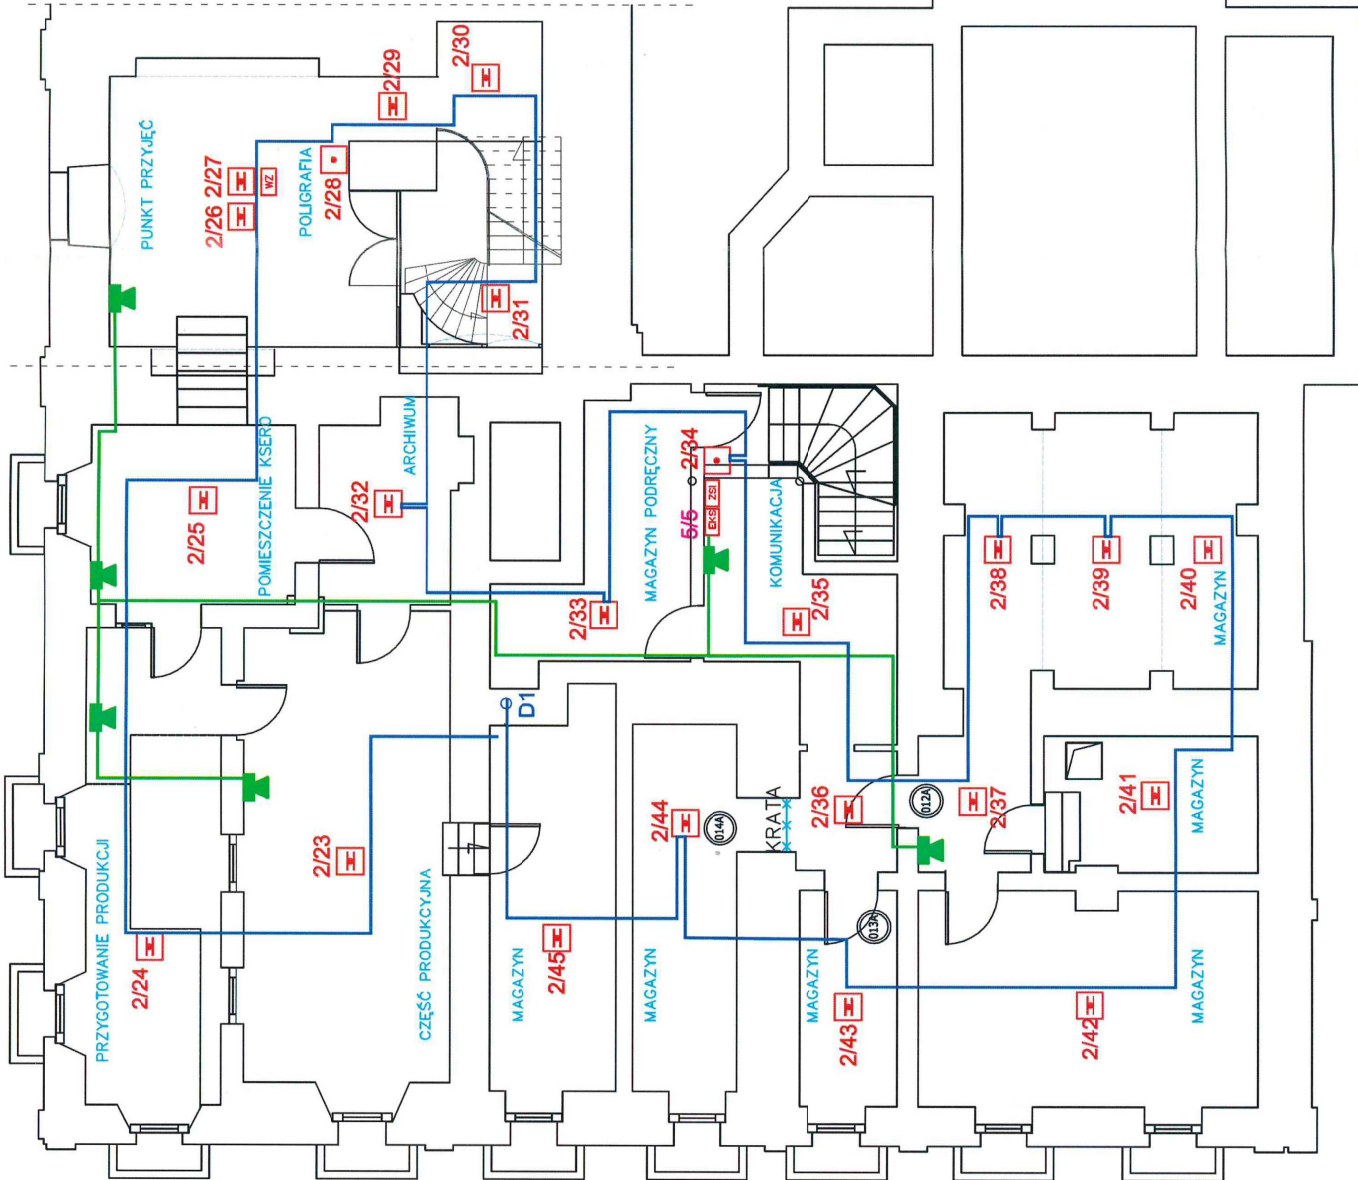 2/30
2/29
PUNKT PRZYJĘĆ
2/26 2/27
WZ
POLIGRAFIA
2/28
2/31
POMIESZCZENIE KSERO
2/25
ARCHIWUM
2/32
2/33
MAGAZYN PODRĘCZNY
2/34
5/5
EKS
ZSI
KOMUNIKACJA
2/35
2/38
2/39
2/40
MAGAZYN
D1
PRZYGOTOWANIE PRODUKCJI
2/24
2/23
CZĘŚĆ PRODUKCYJNA
MAGAZYN
2/45
MAGAZYN
2/44
014A
KRATA
2/36
012A
2/37
2/41
MAGAZYN
013A
MAGAZYN
2/43
2/42
MAGAZYN